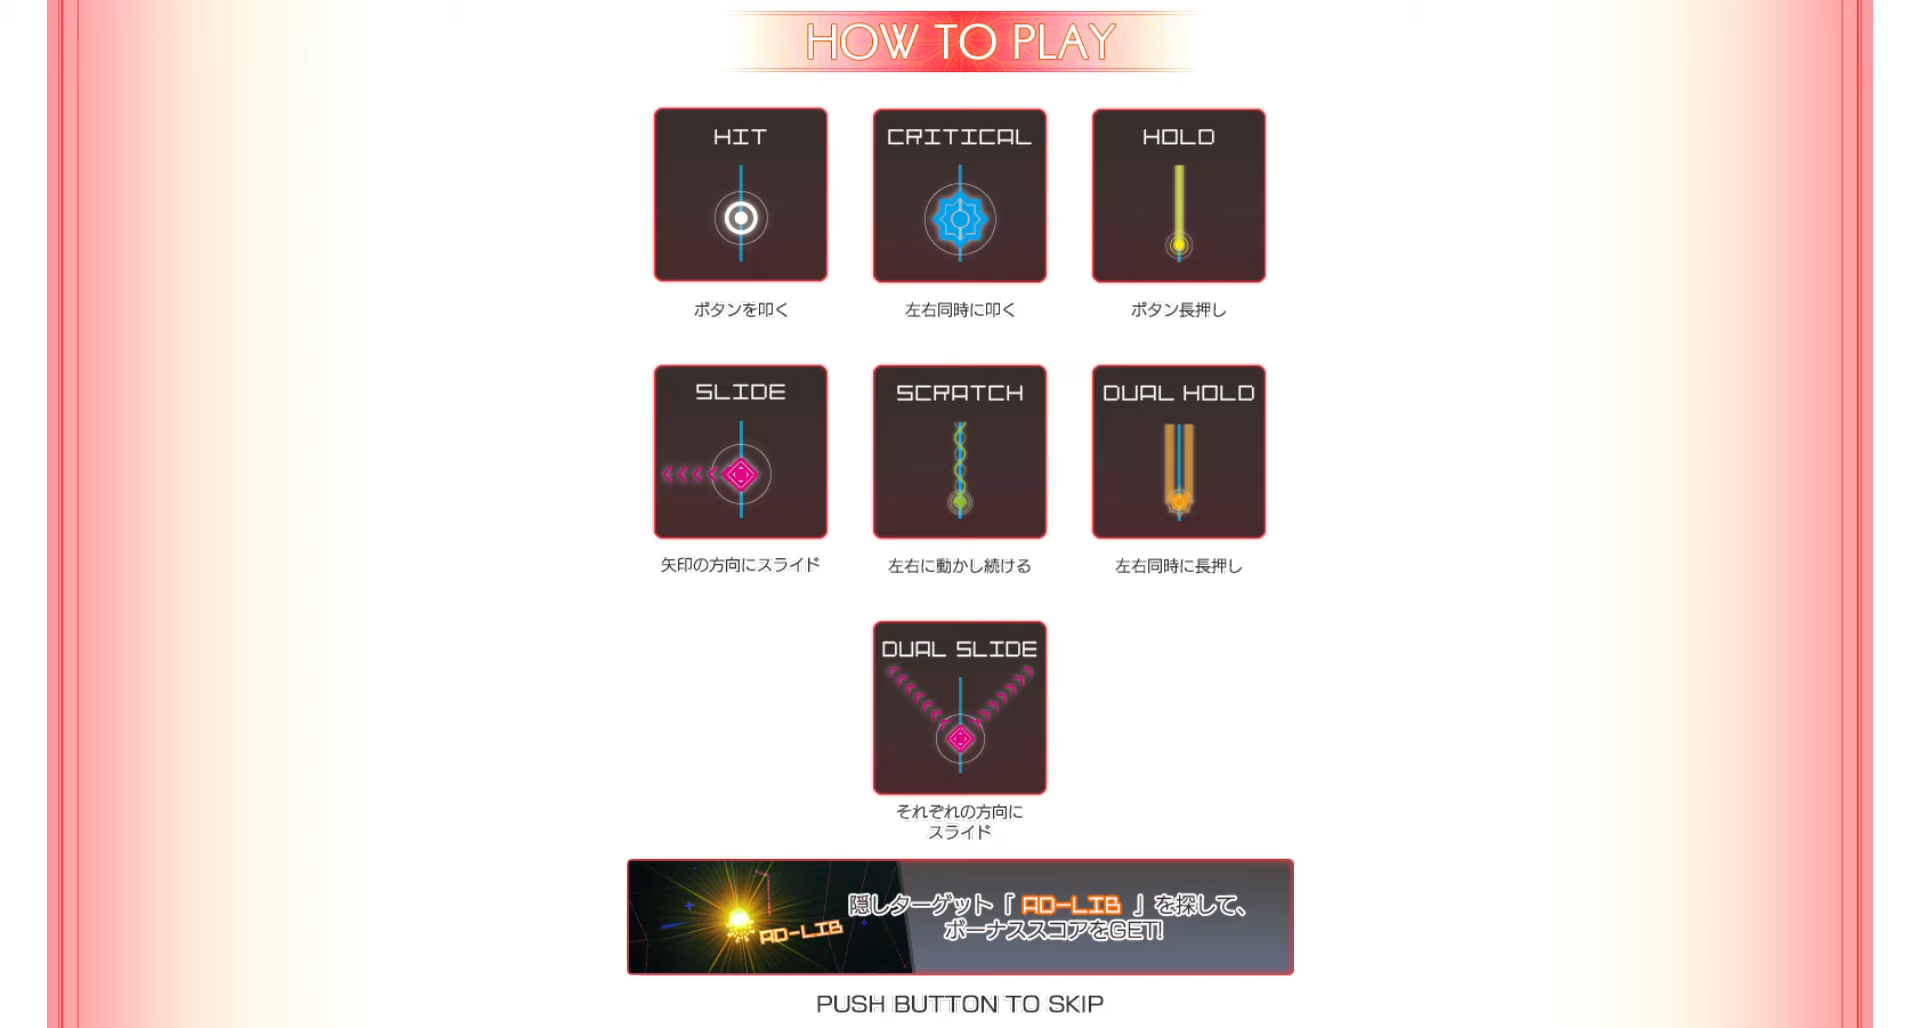 HOW TO PLAY
HIT
CRITICAL
HOLD
ボタンを叩く
左右同時に叩く
ボタン長押し
SLIDE
SCRATCH
DUAL HOLD
矢印の方向にスライド
左右に動かし続ける
左右同時に長押し
DUAL SLIDE
それぞれの方向に
スライド
AD-LIB
隠しターゲット「 AD-LIB 」を探して、
ボーナススコアをGET!
PUSH BUTTON TO SKIP